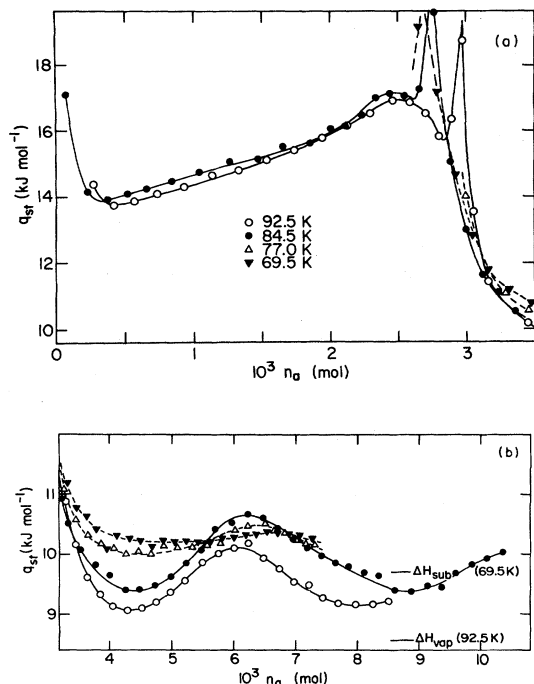 (a)
18
16
14
12
10
q_st (kJ mol⁻¹)
○ 92.5 K
● 84.5 K
△ 77.0 K
▼ 69.5 K
0 1 2 3
10³ nₐ (mol)
(b)
11
10
9
q_st (kJ mol⁻¹)
ΔH_sub (69.5K)
ΔH_vap (92.5K)
4 5 6 7 8 9 10
10³ nₐ (mol)